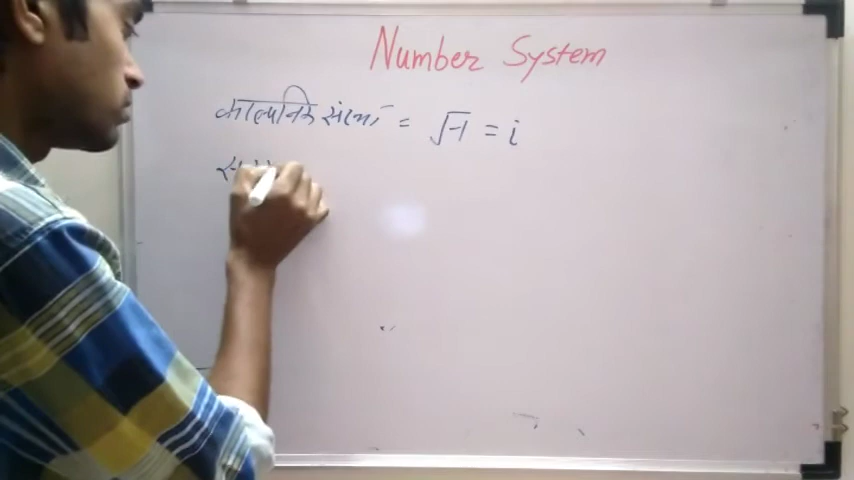 Number System
काल्पनिक संख्या = √-1 = i